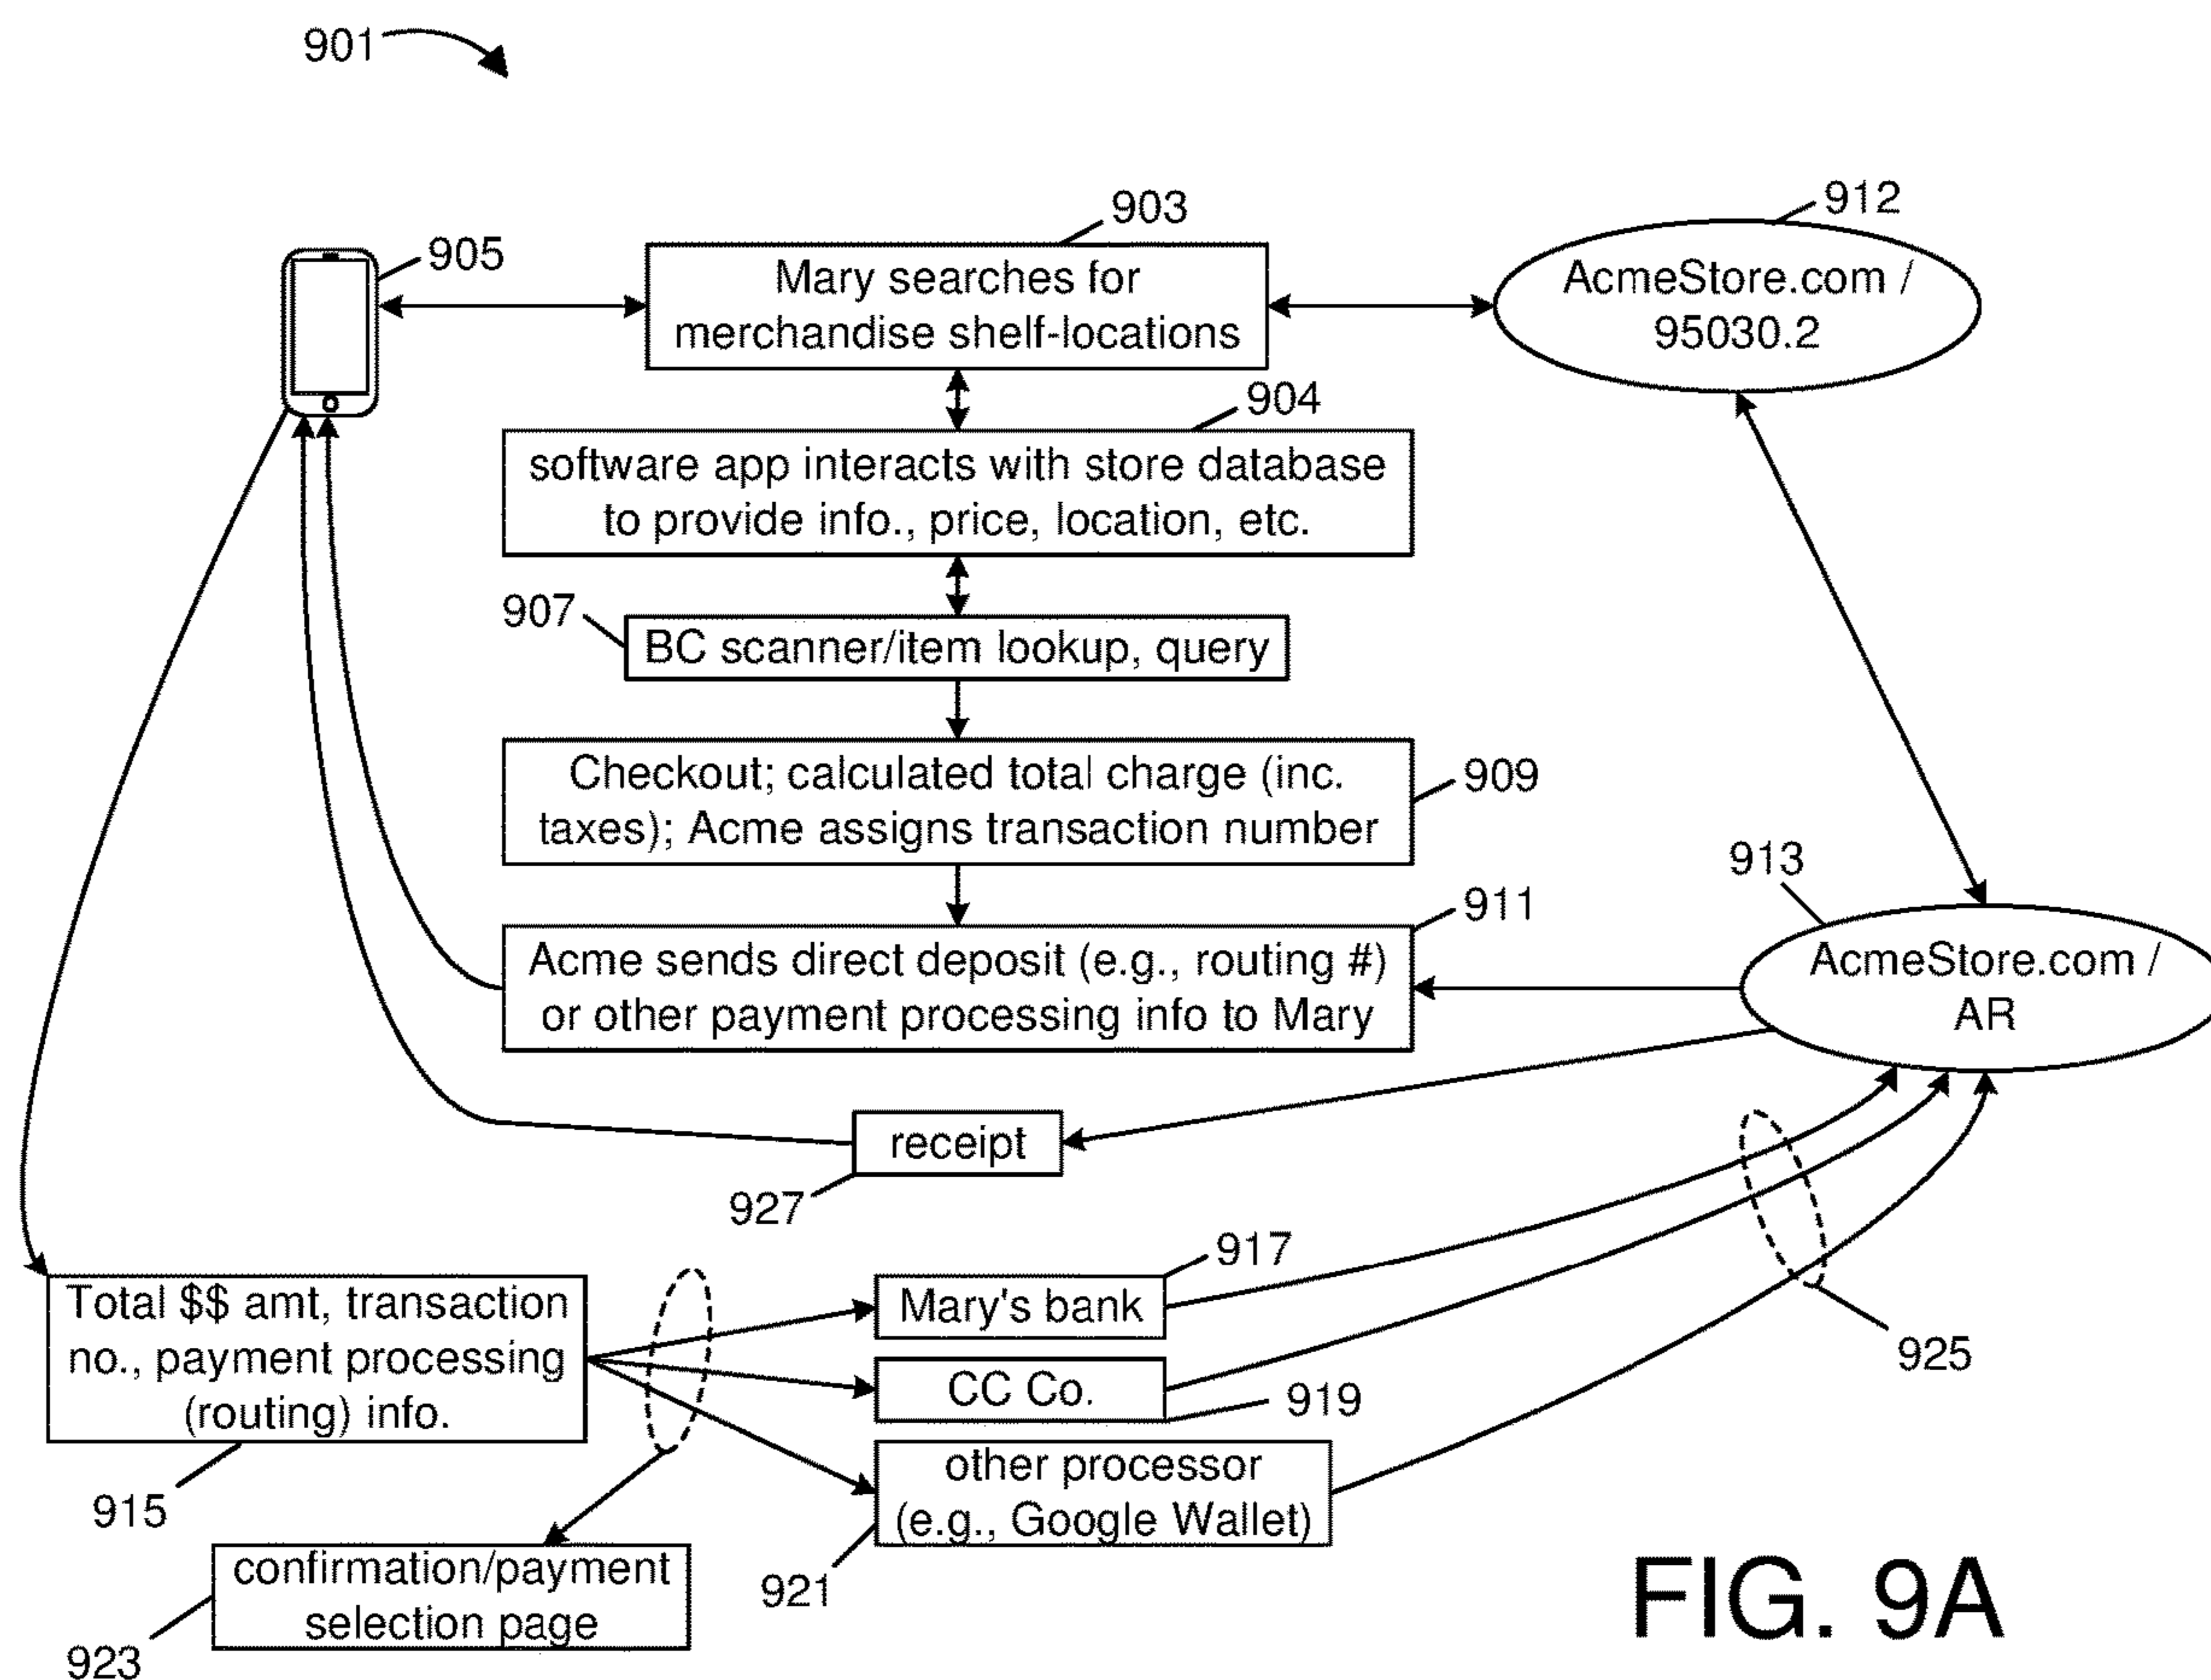 901
903
912
905
Mary searches for
merchandise shelf-locations
AcmeStore.com /
95030.2
904
software app interacts with store database
to provide info., price, location, etc.
907
BC scanner/item lookup, query
Checkout; calculated total charge (inc.
taxes); Acme assigns transaction number
909
913
911
Acme sends direct deposit (e.g., routing #)
or other payment processing info to Mary
AcmeStore.com /
AR
receipt
927
917
Total $$ amt, transaction
no., payment processing
(routing) info.
Mary's bank
925
CC Co.
919
915
other processor
(e.g., Google Wallet)
921
confirmation/payment
selection page
923
FIG. 9A